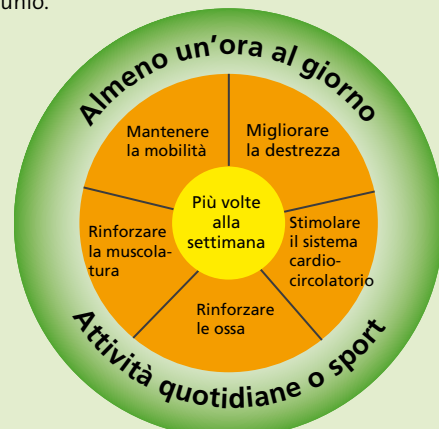 unio.
Almeno un'ora al giorno
Mantenere
la mobilità
Migliorare
la destrezza
Più volte
alla
settimana
Rinforzare
la muscola-
tura
Stimolare
il sistema
cardio-
circolatorio
Rinforzare
le ossa
Attività quotidiane o sport